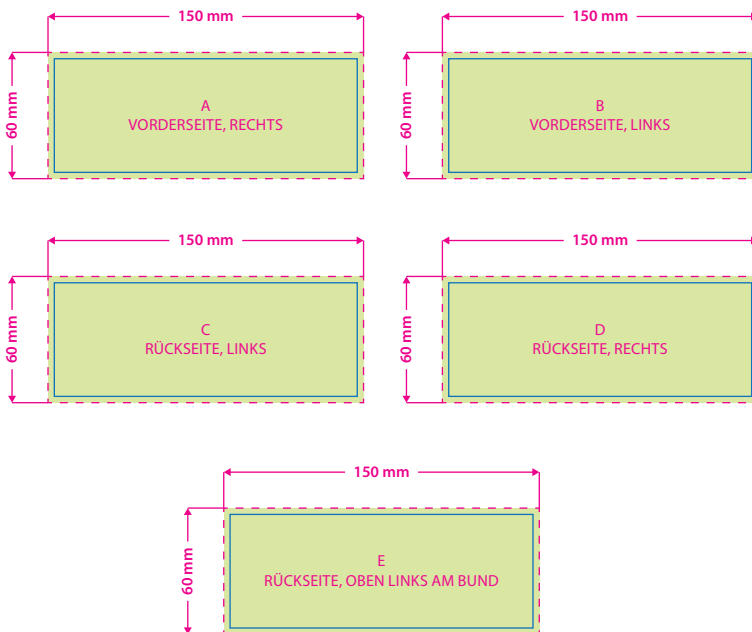 150 mm
150 mm
60 mm
A
VORDERSEITE, RECHTS
60 mm
B
VORDERSEITE, LINKS
150 mm
150 mm
60 mm
C
RÜCKSEITE, LINKS
60 mm
D
RÜCKSEITE, RECHTS
150 mm
60 mm
E
RÜCKSEITE, OBEN LINKS AM BUND